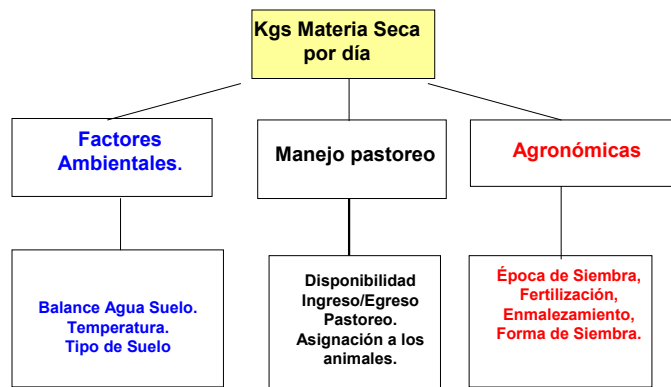 Kgs Materia Seca
por día
Factores
Ambientales.
Manejo pastoreo
Agronómicas
Balance Agua Suelo.
Temperatura.
Tipo de Suelo
Disponibilidad
Ingreso/Egreso
Pastoreo.
Asignación a los
animales.
Época de Siembra,
Fertilización,
Enmalezamiento,
Forma de Siembra.